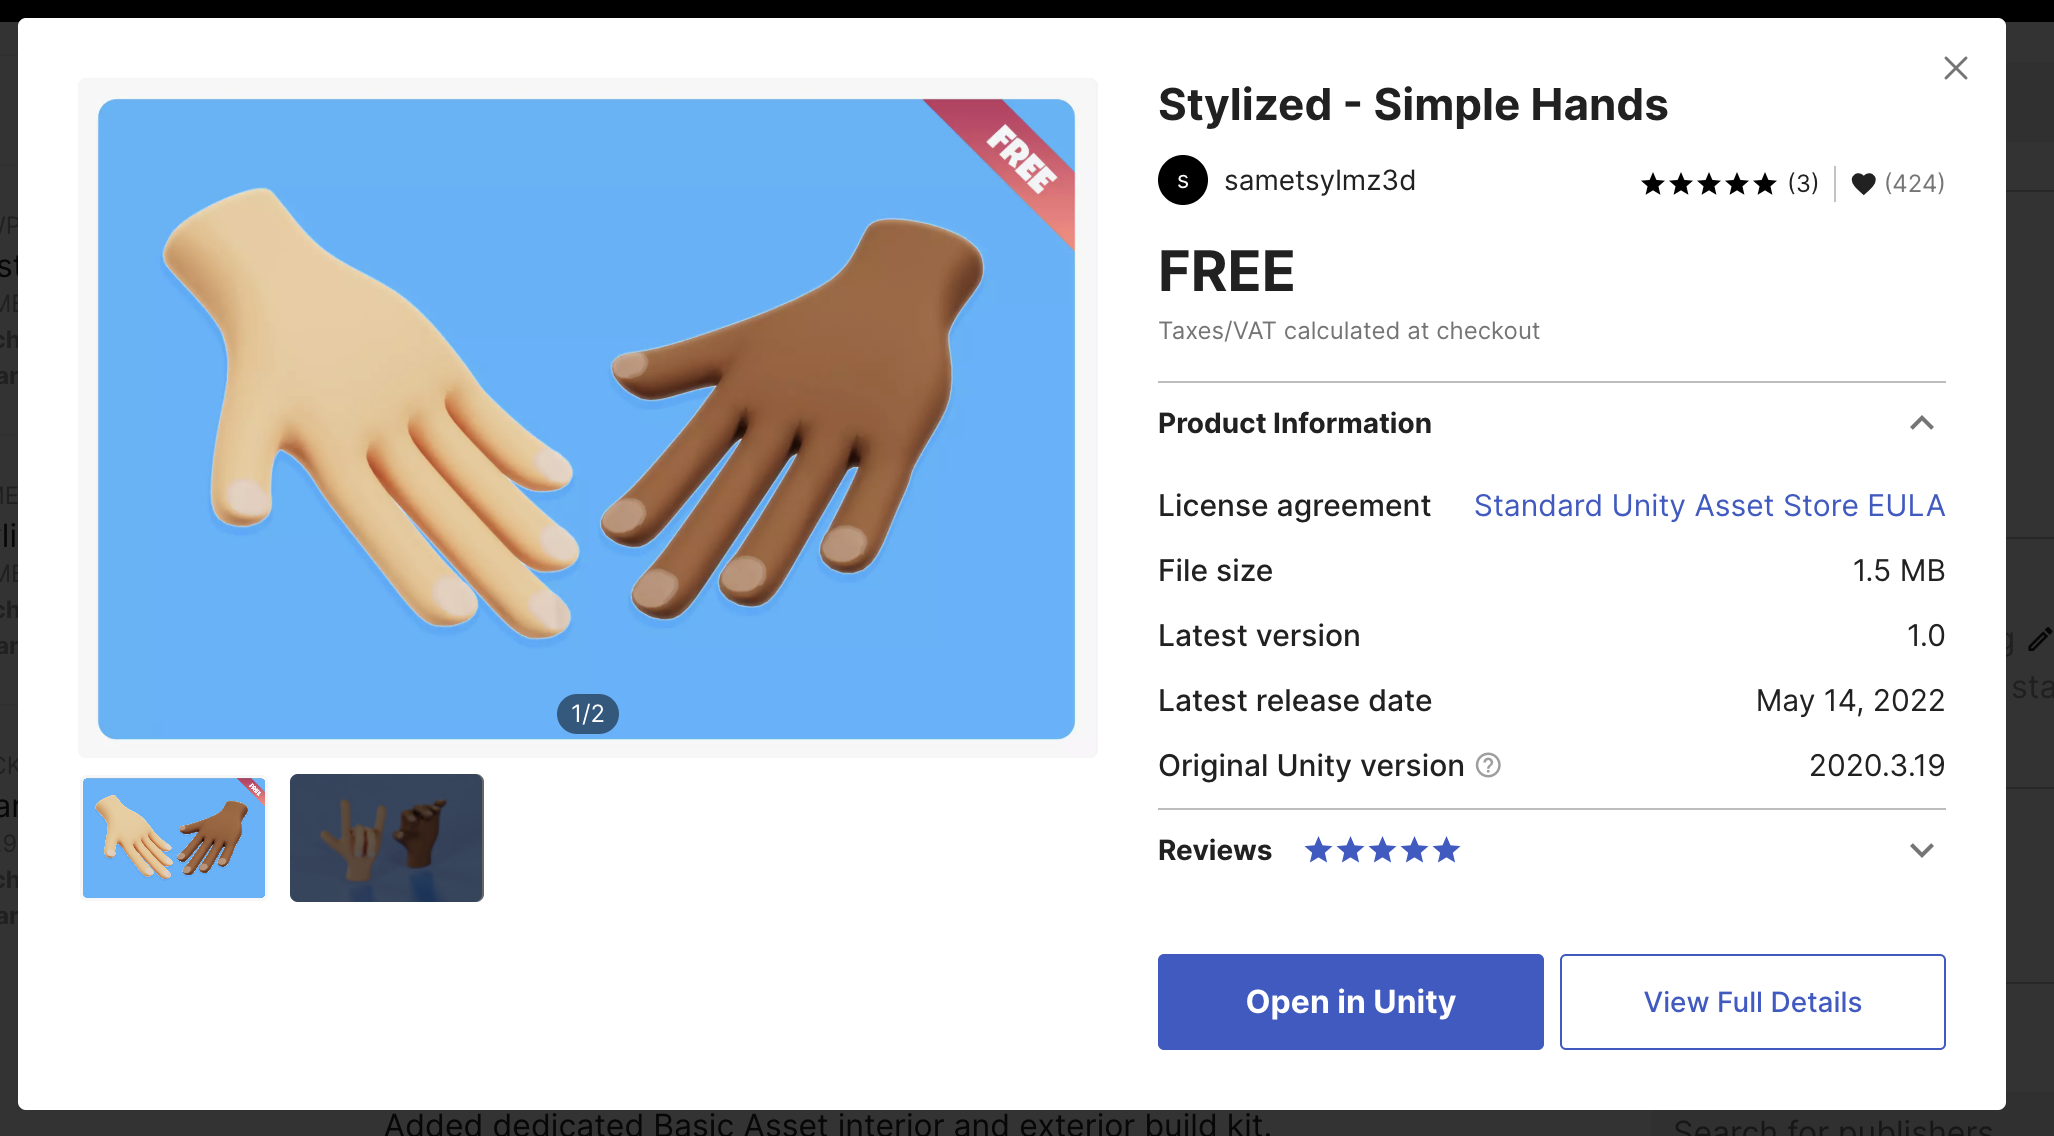 Stylized - Simple Hands
FREE
s
sametsylmz3d
(3)
(424)
FREE
Taxes/VAT calculated at checkout
Product Information
License agreement
Standard Unity Asset Store EULA
File size
1.5 MB
Latest version
1.0
Latest release date
May 14, 2022
Original Unity version ?
2020.3.19
1/2
FREE
Reviews
Open in Unity
View Full Details
Added dedicated Basic Asset interior and exterior build kit.
Search for publishers